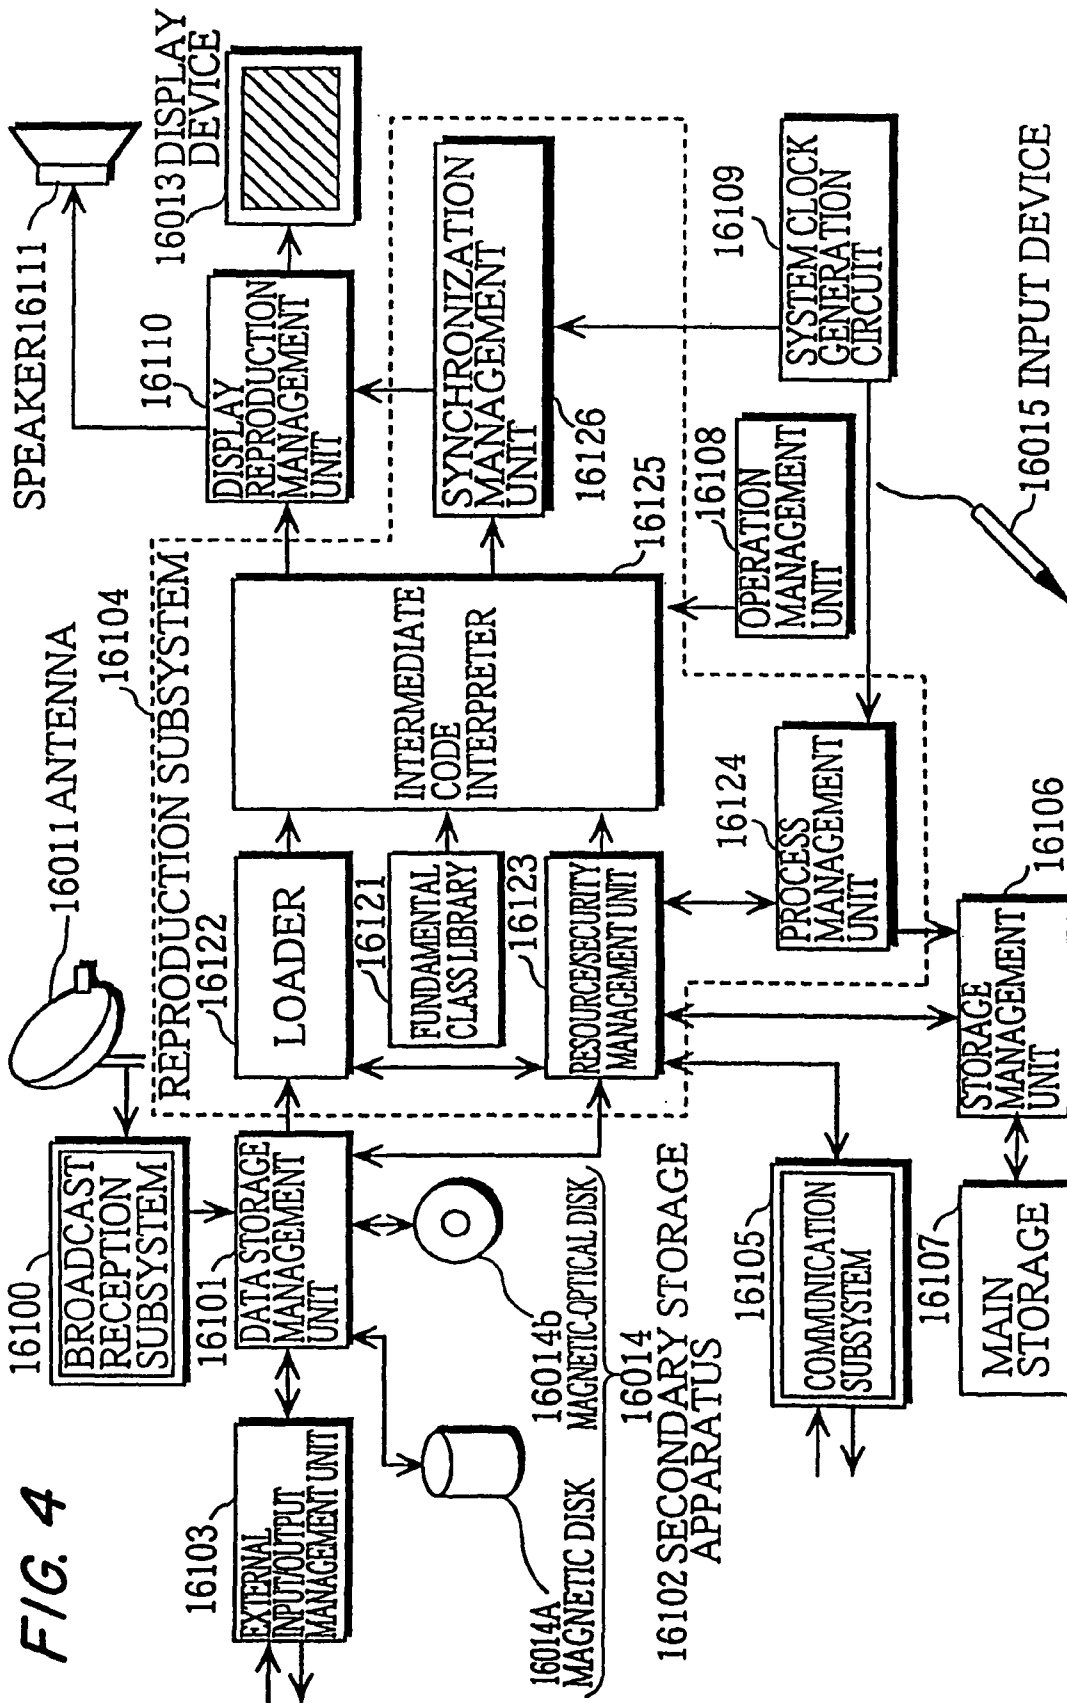 FIG. 4
SPEAKER16111
16110
16013 DISPLAY
DEVICE
DISPLAY
REPRODUCTION
MANAGEMENT
UNIT
16011 ANTENNA
16104
REPRODUCTION SUBSYSTEM
16100
BROADCAST
RECEPTION
SUBSYSTEM
16103
EXTERNAL
INPUT/OUTPUT
MANAGEMENT UNIT
16101
DATA STORAGE
MANAGEMENT
UNIT
16122
LOADER
16121
FUNDAMENTAL
CLASS LIBRARY
16123
RESOURCE/SECURITY
MANAGEMENT UNIT
INTERMEDIATE
CODE
INTERPRETER
16125
SYNCHRONIZATION
MANAGEMENT
UNIT
16126
16014A
MAGNETIC DISK
16014b
MAGNETIC-OPTICAL DISK
16014
16102 SECONDARY STORAGE
APPARATUS
16105
COMMUNICATION
SUBSYSTEM
16124
PROCESS
MANAGEMENT
UNIT
16108
OPERATION
MANAGEMENT
UNIT
16109
SYSTEM CLOCK
GENERATION
CIRCUIT
16107
MAIN
STORAGE
16106
STORAGE
MANAGEMENT
UNIT
16015 INPUT DEVICE